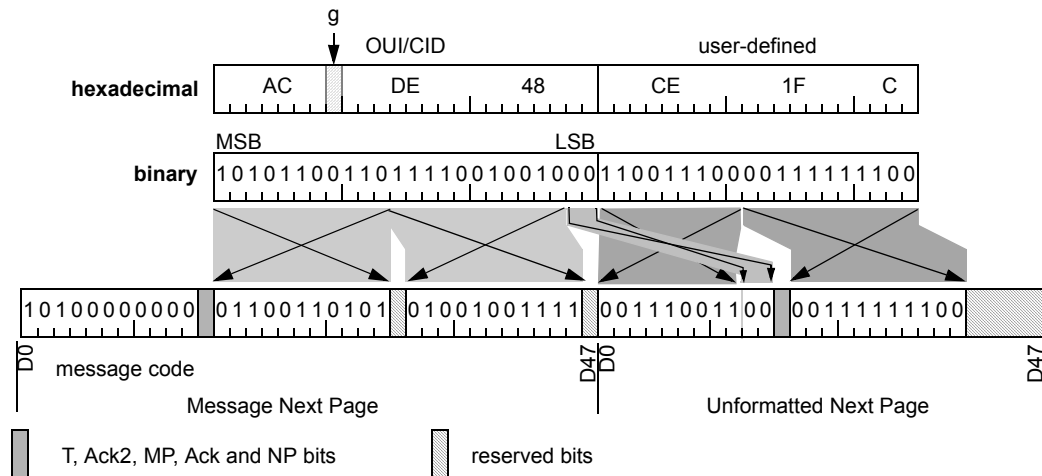 g
OUI/CID user-defined
hexadecimal AC DE 48 CE 1F C
MSB LSB
binary 101011001101111001001000 11001110000111111100
10100000000 01100110101 01001001111 00111001100 00111111100
D0 message code D47 D0 D47
Message Next Page Unformatted Next Page
T, Ack2, MP, Ack and NP bits reserved bits